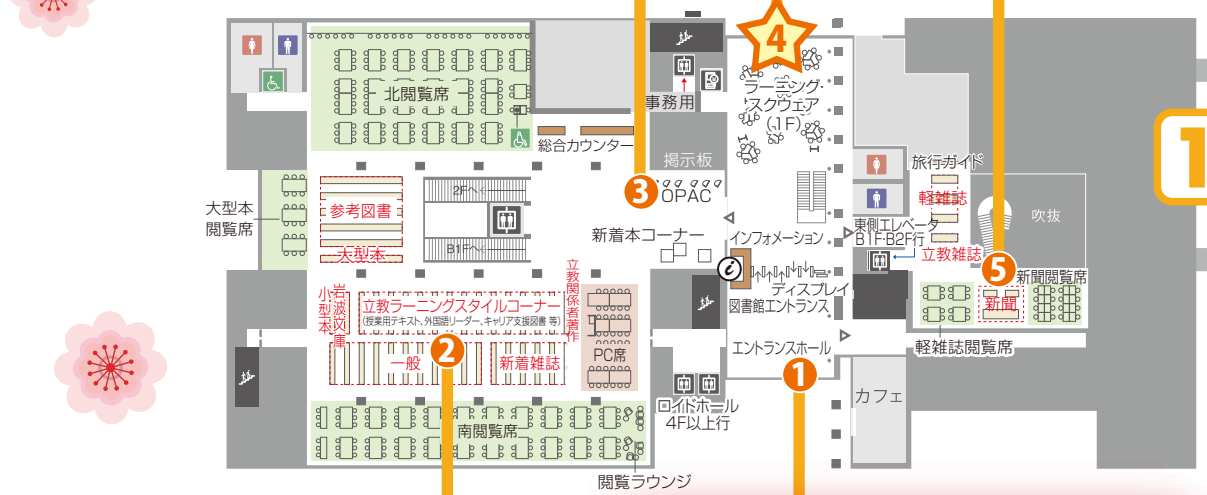 4
北閲覧席
事務用
ラーニング・
スクウェア
(1F)
総合カウンター
掲示板
旅行ガイド
1
参考図書
2Fへ
3
OPAC
軽雑誌
吹抜
大型本
閲覧席
新着本コーナー
インフォメーション
東側エレベータ
B1F・B2F行
大型本
B1Fへ
立教雑誌
5
i
ディスプレイ
新聞閲覧席
小型本
岩波文庫
立教ラーニングスタイルコーナー
(授業用テキスト、外国語リーダー、キャリア支援図書 等)
立教関係者著作
図書館エントランス
新聞
一般
2
新着雑誌
PC席
エントランスホール
軽雑誌閲覧席
1
ロイドホール
4F以上行
カフェ
南閲覧席
閲覧ラウンジ